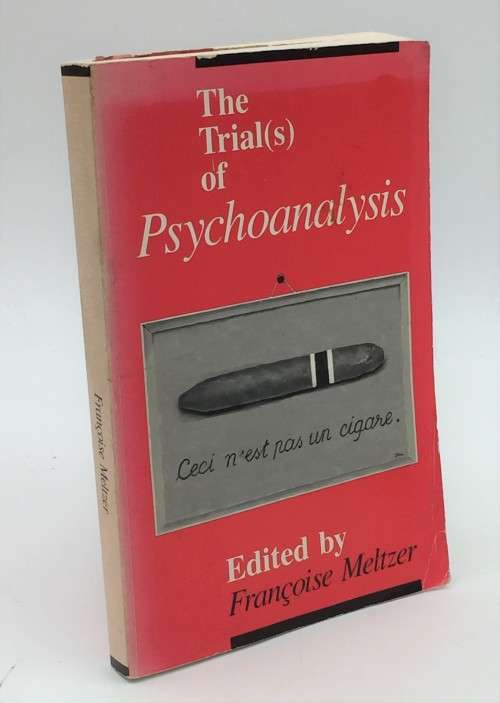 The
Trial(s)
of
Psychoanalysis
Ceci n'est pas un cigare.
Edited by
Françoise Meltzer
Françoise Meltzer